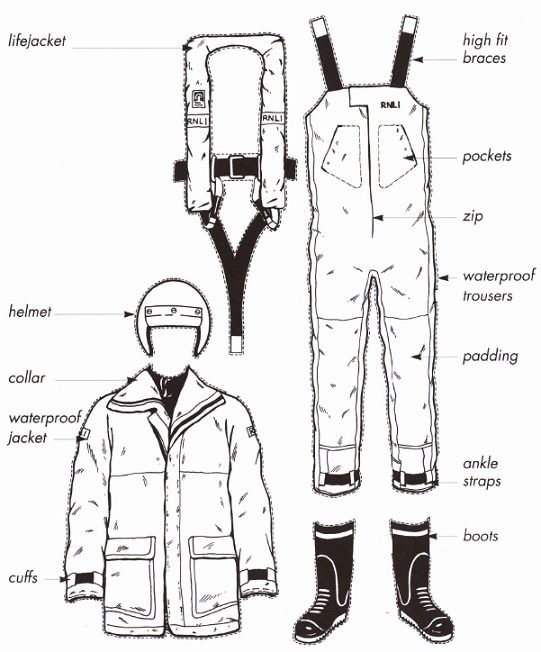 lifejacket
high fit
braces
RNLI
RNLI
RNLI
pockets
zip
waterproof
trousers
helmet
padding
collar
waterproof
jacket
ankle
straps
boots
cuffs